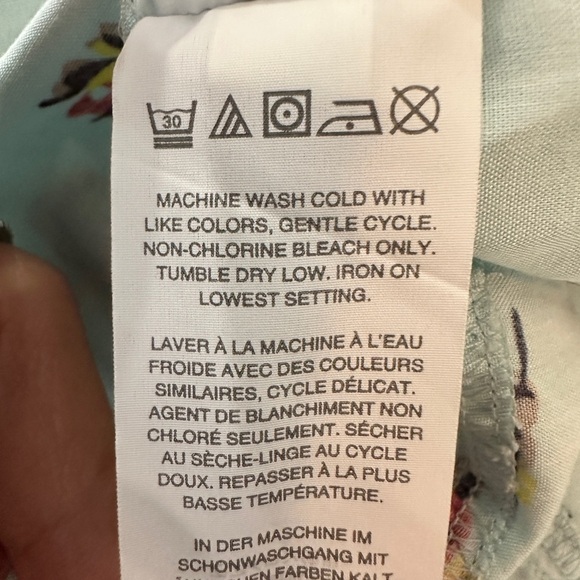 30
MACHINE WASH COLD WITH
LIKE COLORS, GENTLE CYCLE.
NON-CHLORINE BLEACH ONLY.
TUMBLE DRY LOW. IRON ON
LOWEST SETTING.
LAVER À LA MACHINE À L'EAU
FROIDE AVEC DES COULEURS
SIMILAIRES, CYCLE DÉLICAT.
AGENT DE BLANCHIMENT NON
CHLORÉ SEULEMENT. SÉCHER
AU SÈCHE-LINGE AU CYCLE
DOUX. REPASSER À LA PLUS
BASSE TEMPÉRATURE.
IN DER MASCHINE IM
SCHONWASCHGANG MIT
FARBEN KALT